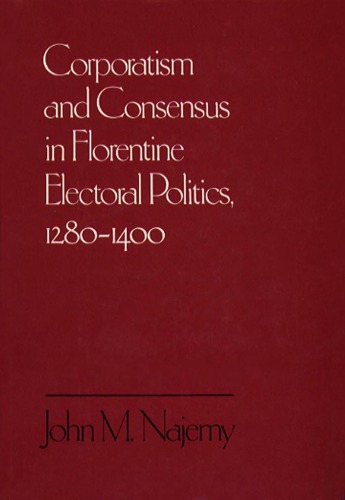 Corporatism
and Consensus
in Florentine
Electoral Politics,
1280–1400
John M. Najemy